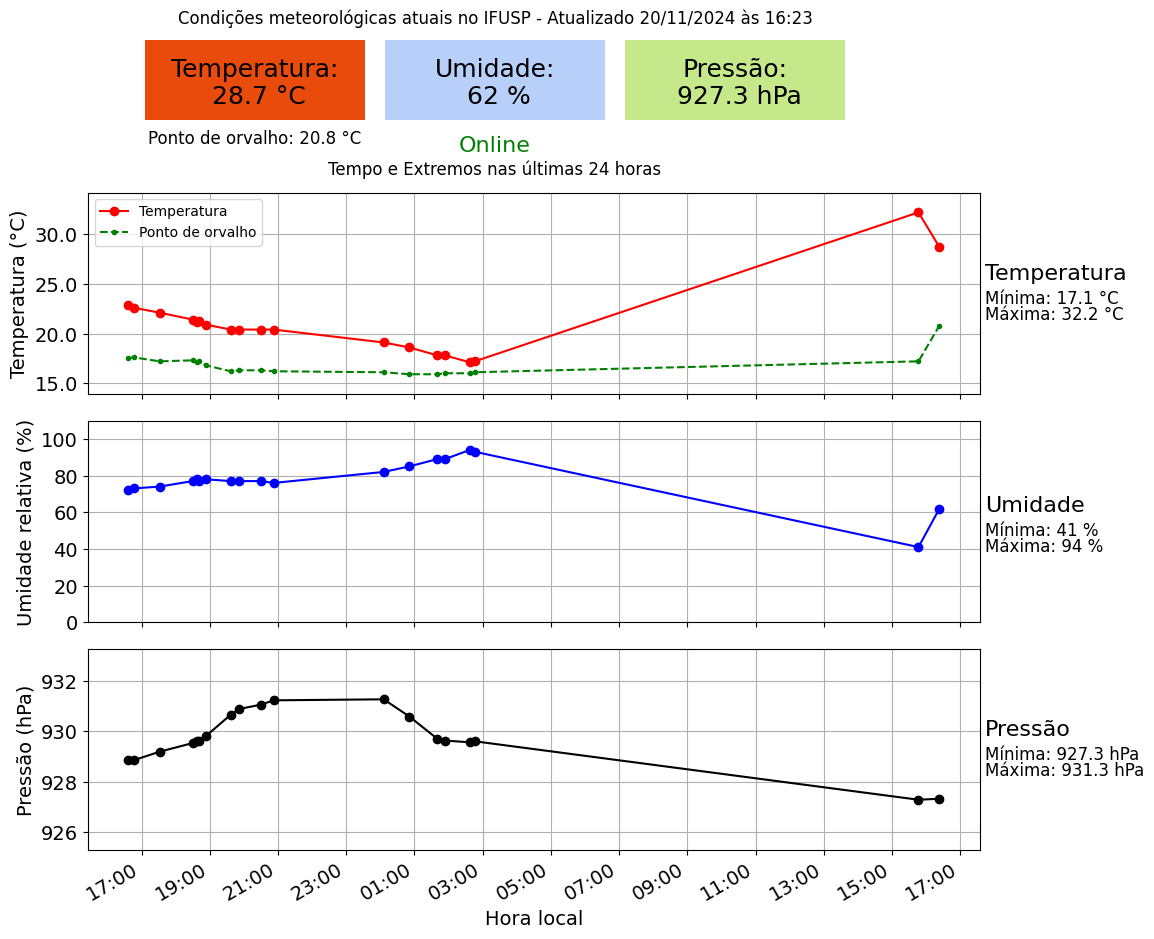 Condições meteorológicas atuais no IFUSP - Atualizado 20/11/2024 às 16:23
Temperatura:
28.7 °C
Umidade:
62 %
Pressão:
927.3 hPa
Ponto de orvalho: 20.8 °C
Online
Tempo e Extremos nas últimas 24 horas
Temperatura
Ponto de orvalho
Temperatura (°C)
30.0
25.0
20.0
15.0
Temperatura
Mínima: 17.1 °C
Máxima: 32.2 °C
Umidade relativa (%)
100
80
60
40
20
0
Umidade
Mínima: 41 %
Máxima: 94 %
Pressão (hPa)
932
930
928
926
Pressão
Mínima: 927.3 hPa
Máxima: 931.3 hPa
17:00 19:00 21:00 23:00 01:00 03:00 05:00 07:00 09:00 11:00 13:00 15:00 17:00
Hora local